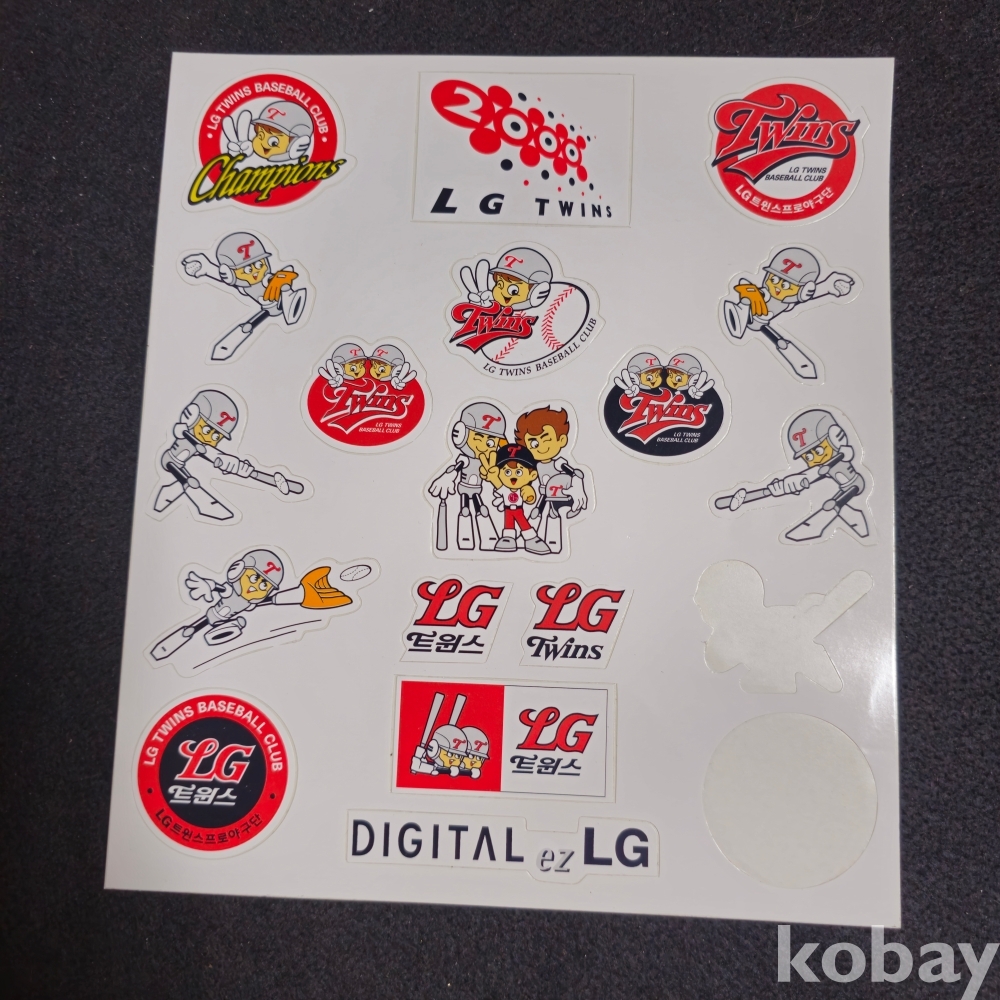 LG TWINS BASEBALL CLUB
T
Champions
2000
LG TWINS
Twins
LG TWINS
BASEBALL CLUB
LG트윈스프로야구단
T
T
Twins
LG TWINS BASEBALL CLUB
T
T T
Twins
LG TWINS
BASEBALL CLUB
T T
Twins
LG TWINS
BASEBALL CLUB
T
T
T
T
T
T
LG
트윈스
LG
Twins
LG TWINS BASEBALL CLUB
LG
트윈스
LG트윈스프로야구단
T T
LG
트윈스
DIGITAL ez LG
kobay